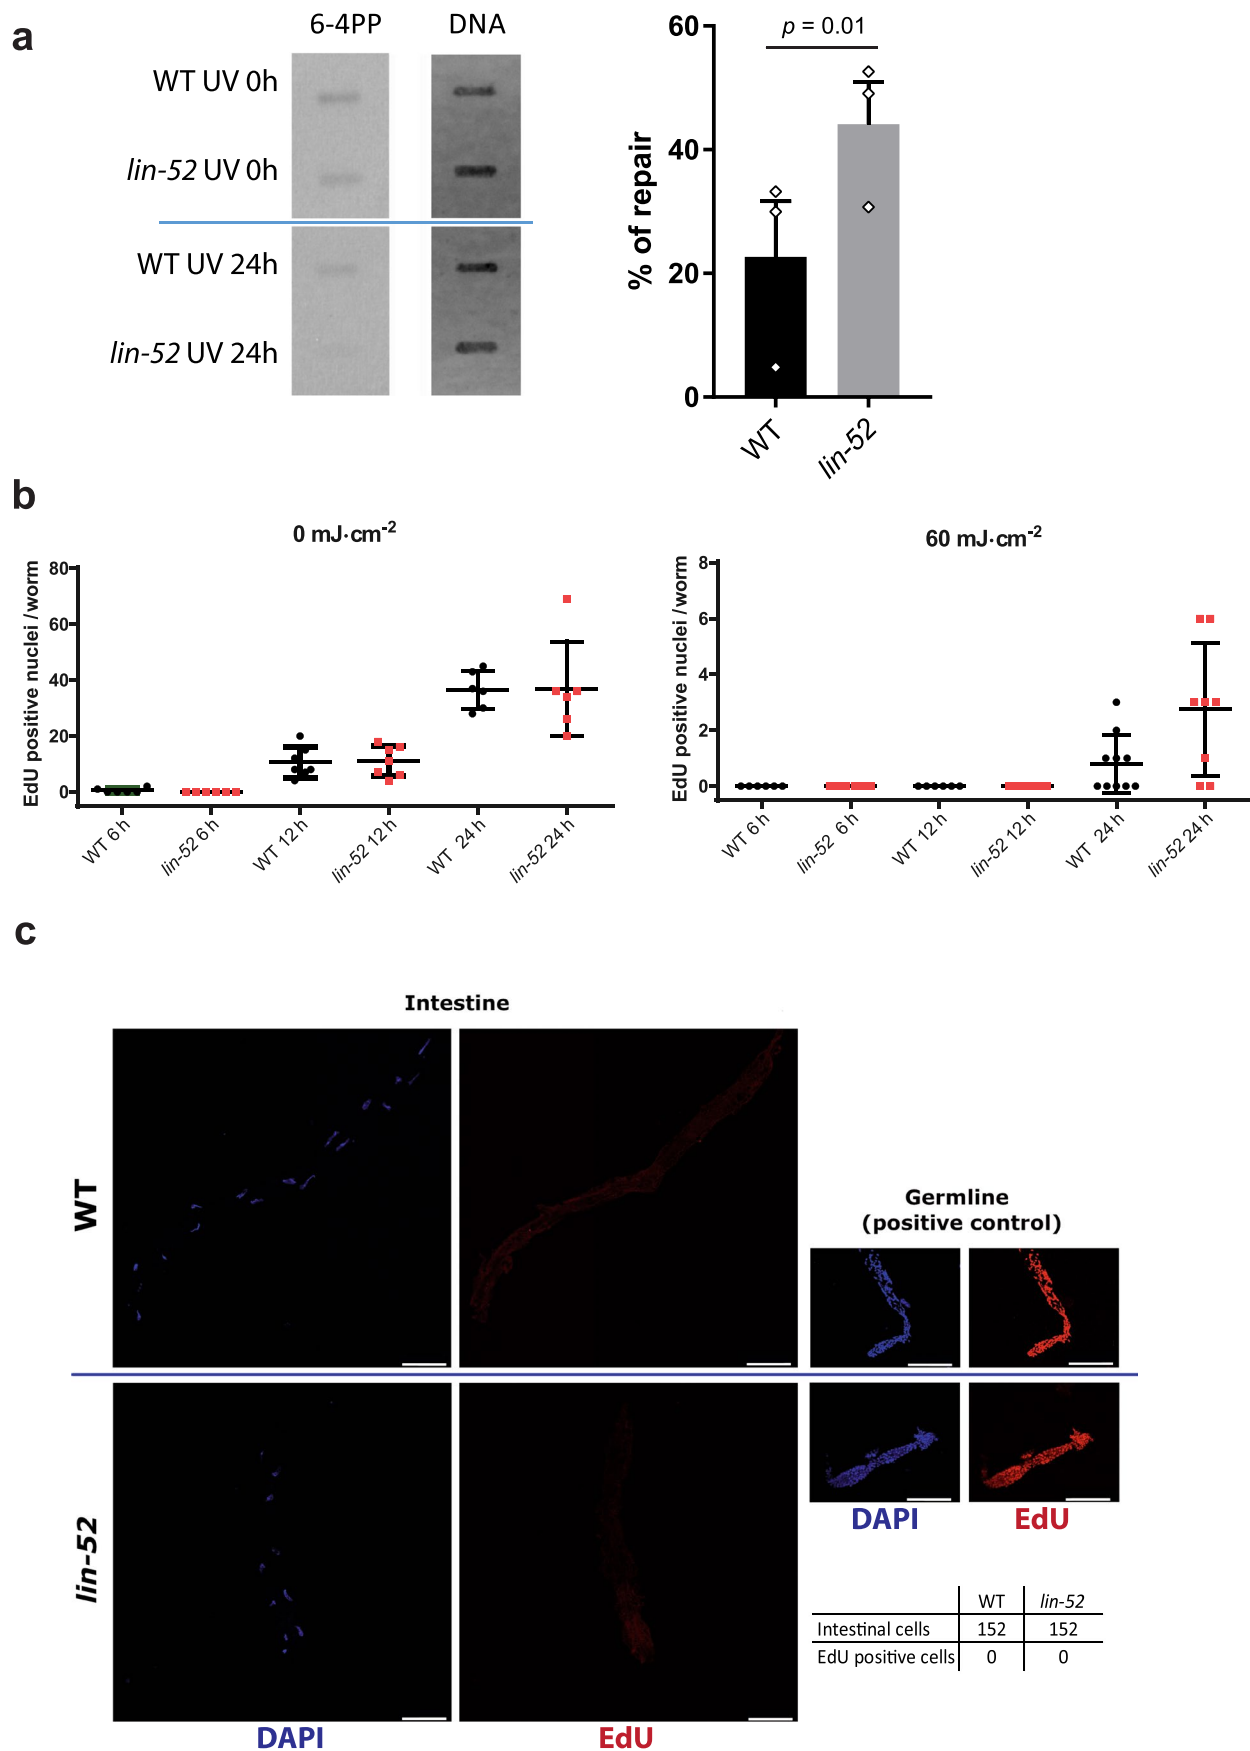 a
6-4PP
DNA
WT UV 0h
lin-52 UV 0h
WT UV 24h
lin-52 UV 24h
p = 0.01
% of repair
60
40
20
0
WT
lin-52
b
0 mJ·cm-2
EdU positive nuclei /worm
80
60
40
20
0
WT 6 h
lin-52 6 h
WT 12 h
lin-52 12 h
WT 24 h
lin-52 24 h
60 mJ·cm-2
EdU positive nuclei /worm
8
6
4
2
0
WT 6 h
lin-52 6 h
WT 12 h
lin-52 12 h
WT 24 h
lin-52 24 h
c
Intestine
WT
lin-52
Germline
(positive control)
DAPI
EdU
WT lin-52
Intestinal cells 152 152
EdU positive cells 0 0
DAPI
EdU